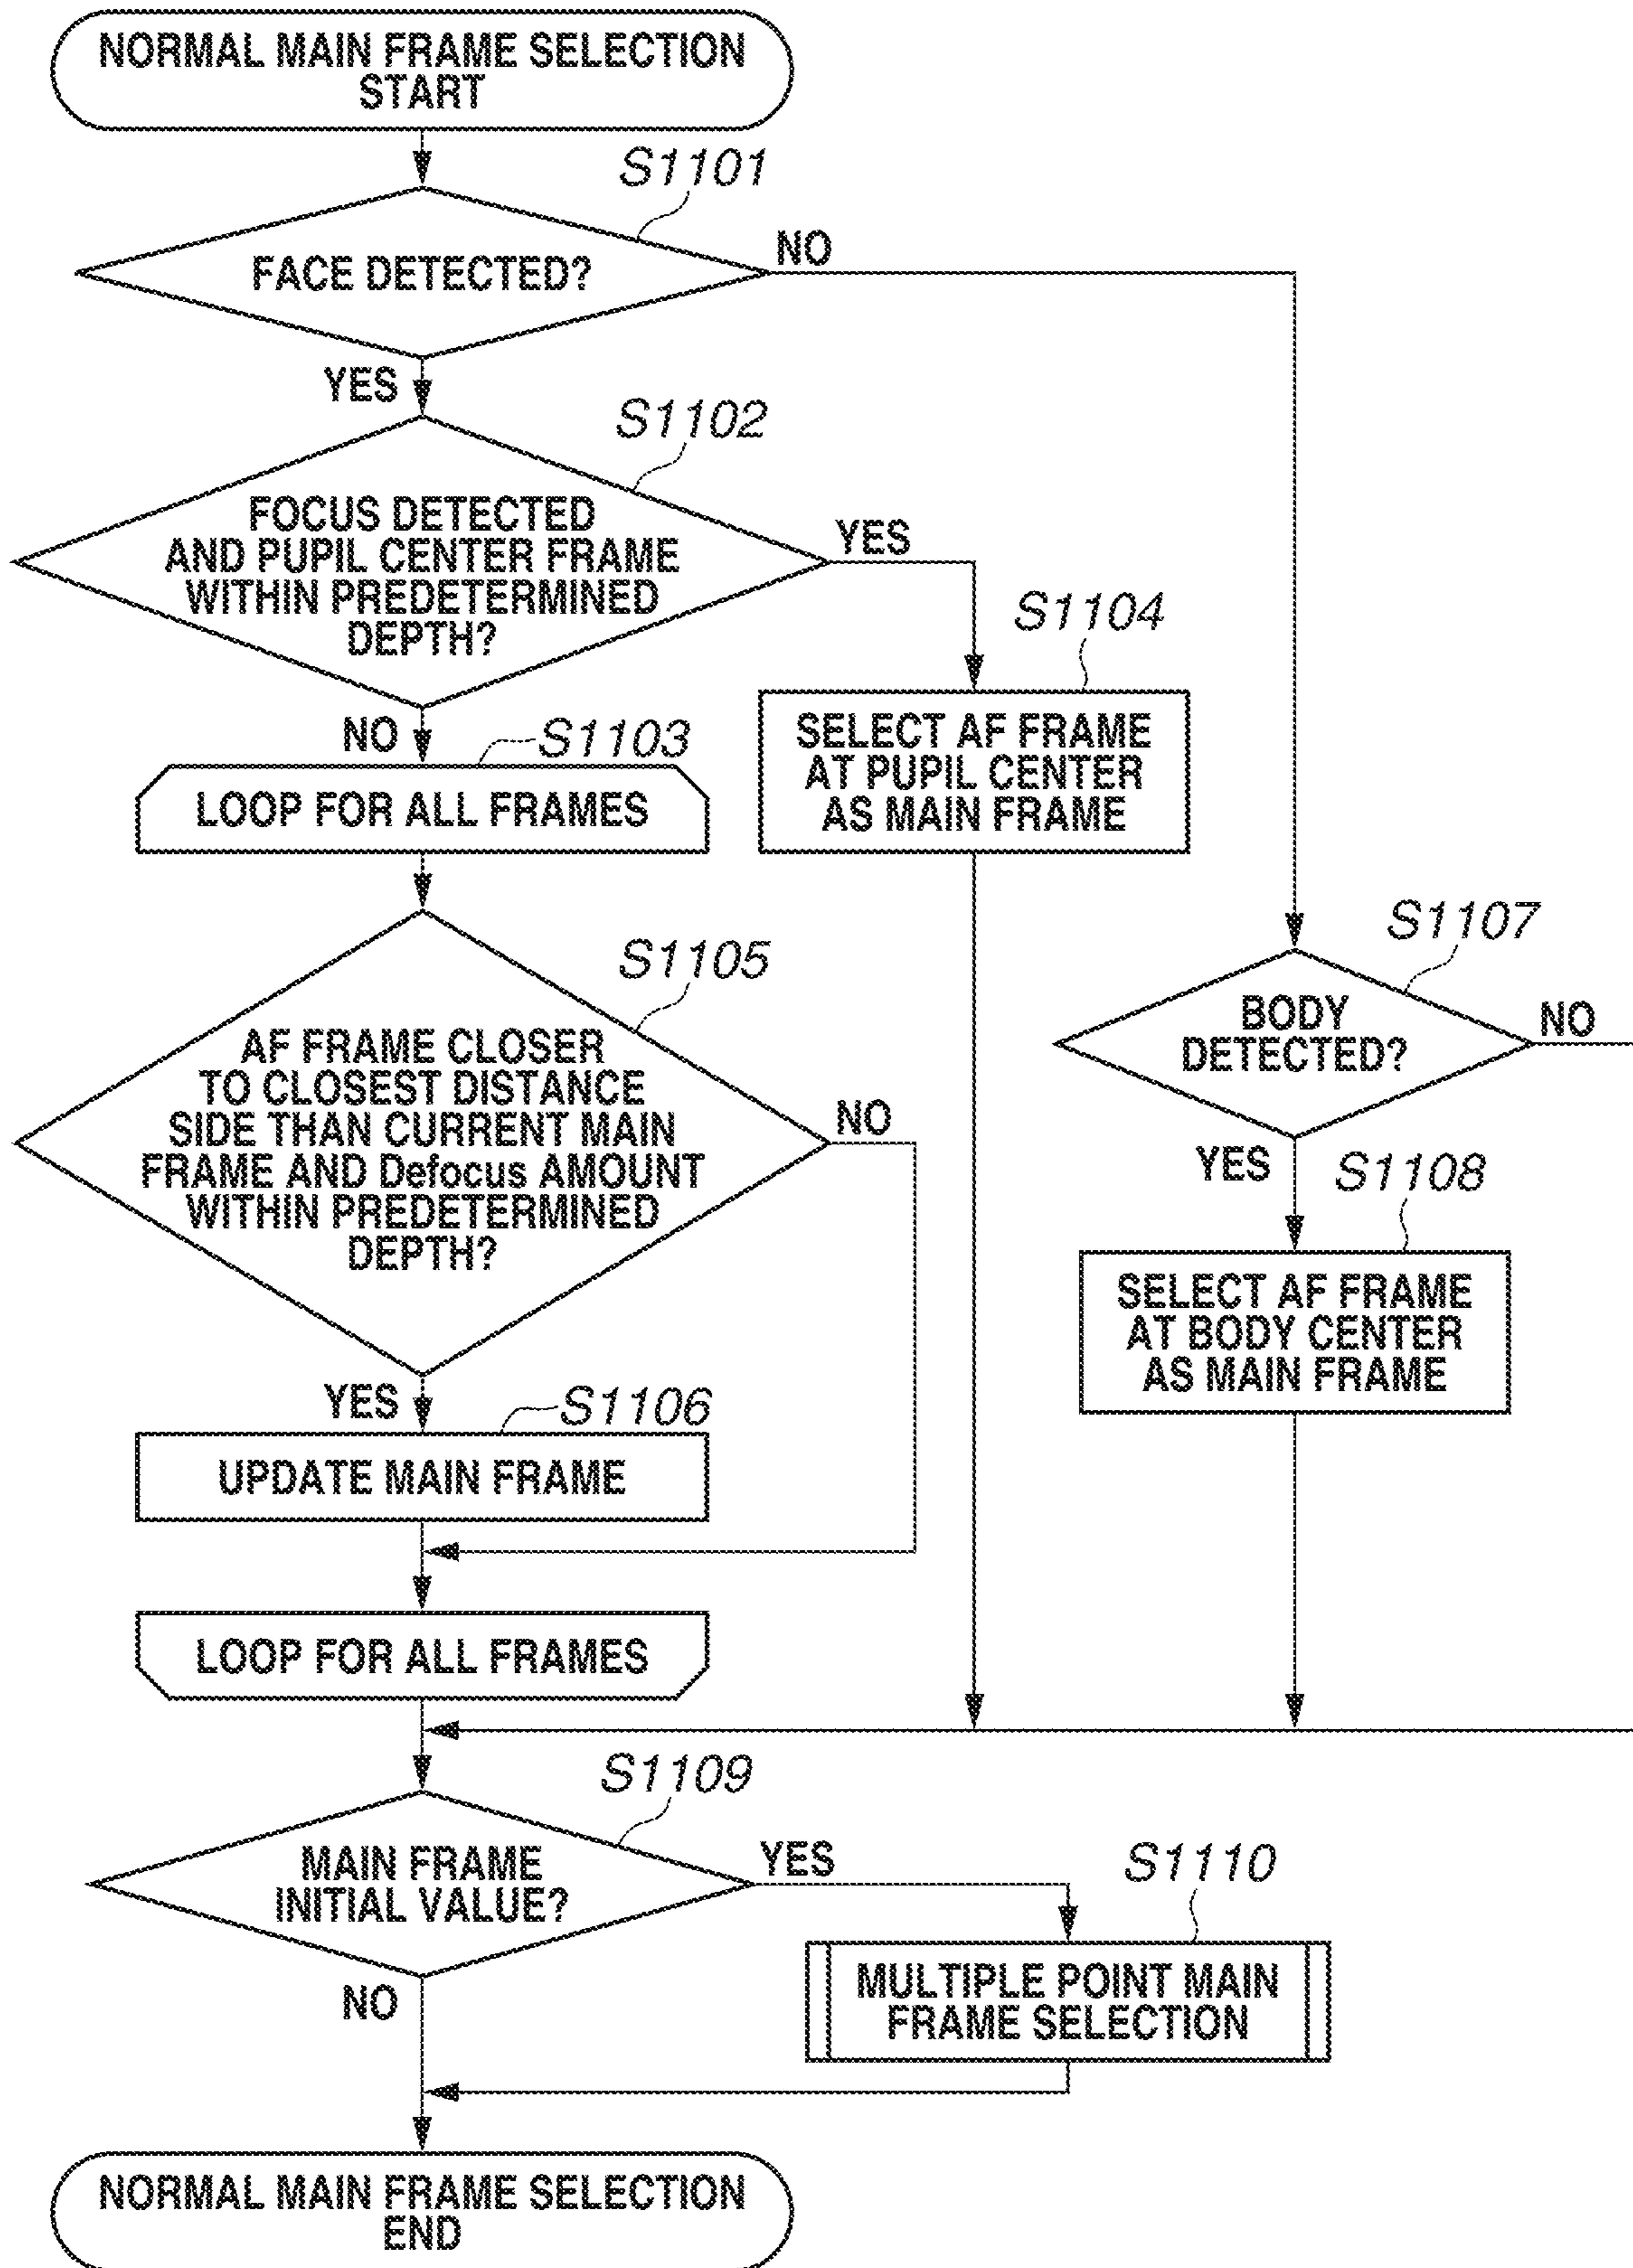 NORMAL MAIN FRAME SELECTION
START
S1101
FACE DETECTED?
NO
YES
S1102
FOCUS DETECTED
AND PUPIL CENTER FRAME
WITHIN PREDETERMINED
DEPTH?
YES
NO
S1104
SELECT AF FRAME
AT PUPIL CENTER
AS MAIN FRAME
S1103
LOOP FOR ALL FRAMES
S1105
AF FRAME CLOSER
TO CLOSEST DISTANCE
SIDE THAN CURRENT MAIN
FRAME AND Defocus AMOUNT
WITHIN PREDETERMINED
DEPTH?
NO
YES
S1107
BODY
DETECTED?
NO
YES
S1108
SELECT AF FRAME
AT BODY CENTER
AS MAIN FRAME
S1106
UPDATE MAIN FRAME
LOOP FOR ALL FRAMES
S1109
MAIN FRAME
INITIAL VALUE?
YES
NO
S1110
MULTIPLE POINT MAIN
FRAME SELECTION
NORMAL MAIN FRAME SELECTION
END